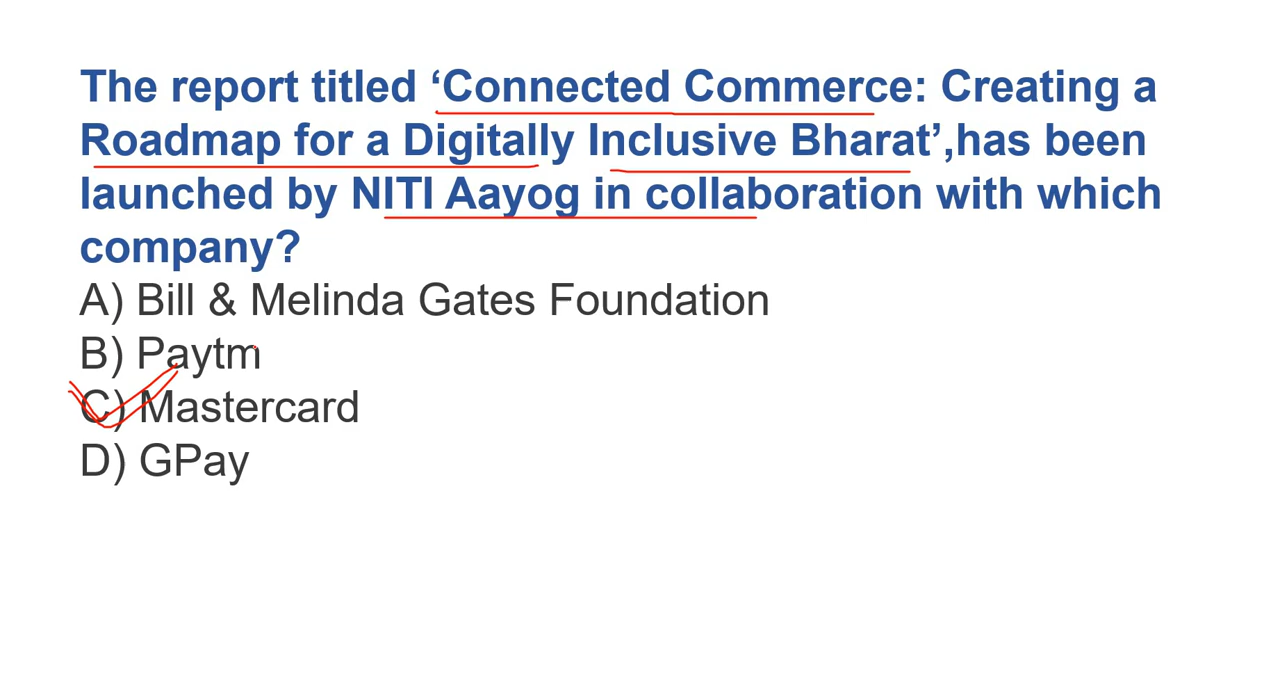 The report titled ‘Connected Commerce: Creating a
Roadmap for a Digitally Inclusive Bharat’,has been
launched by NITI Aayog in collaboration with which
company?
A) Bill & Melinda Gates Foundation
B) Paytm
C) Mastercard
D) GPay